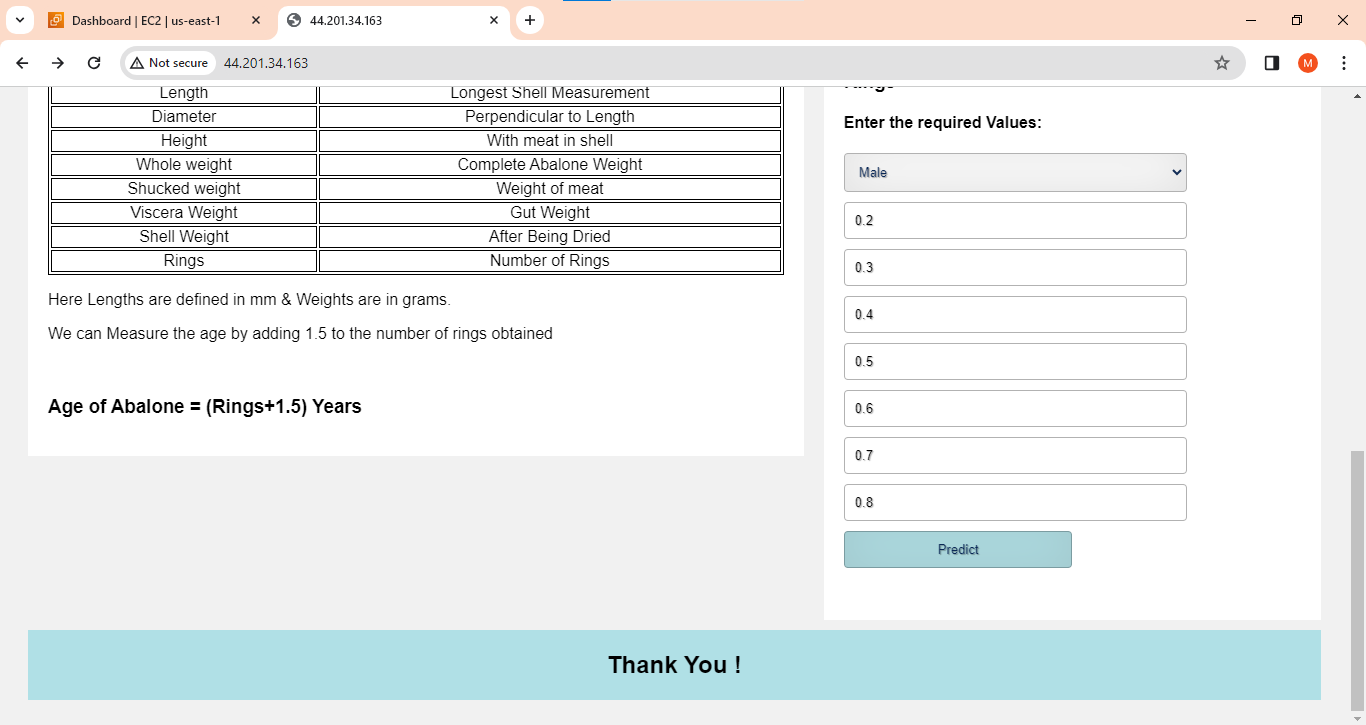 Dashboard | EC2 | us-east-1
44.201.34.163
Not secure 44.201.34.163
M
Length Longest Shell Measurement
Diameter Perpendicular to Length
Height With meat in shell
Whole weight Complete Abalone Weight
Shucked weight Weight of meat
Viscera Weight Gut Weight
Shell Weight After Being Dried
Rings Number of Rings
Here Lengths are defined in mm & Weights are in grams.
We can Measure the age by adding 1.5 to the number of rings obtained
Age of Abalone = (Rings+1.5) Years
Enter the required Values:
Male
0.2
0.3
0.4
0.5
0.6
0.7
0.8
Predict
Thank You !